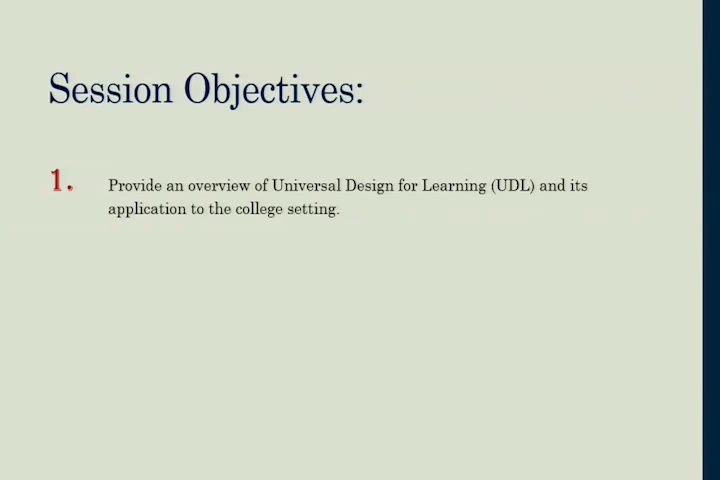 Session Objectives:
1. Provide an overview of Universal Design for Learning (UDL) and its
application to the college setting.